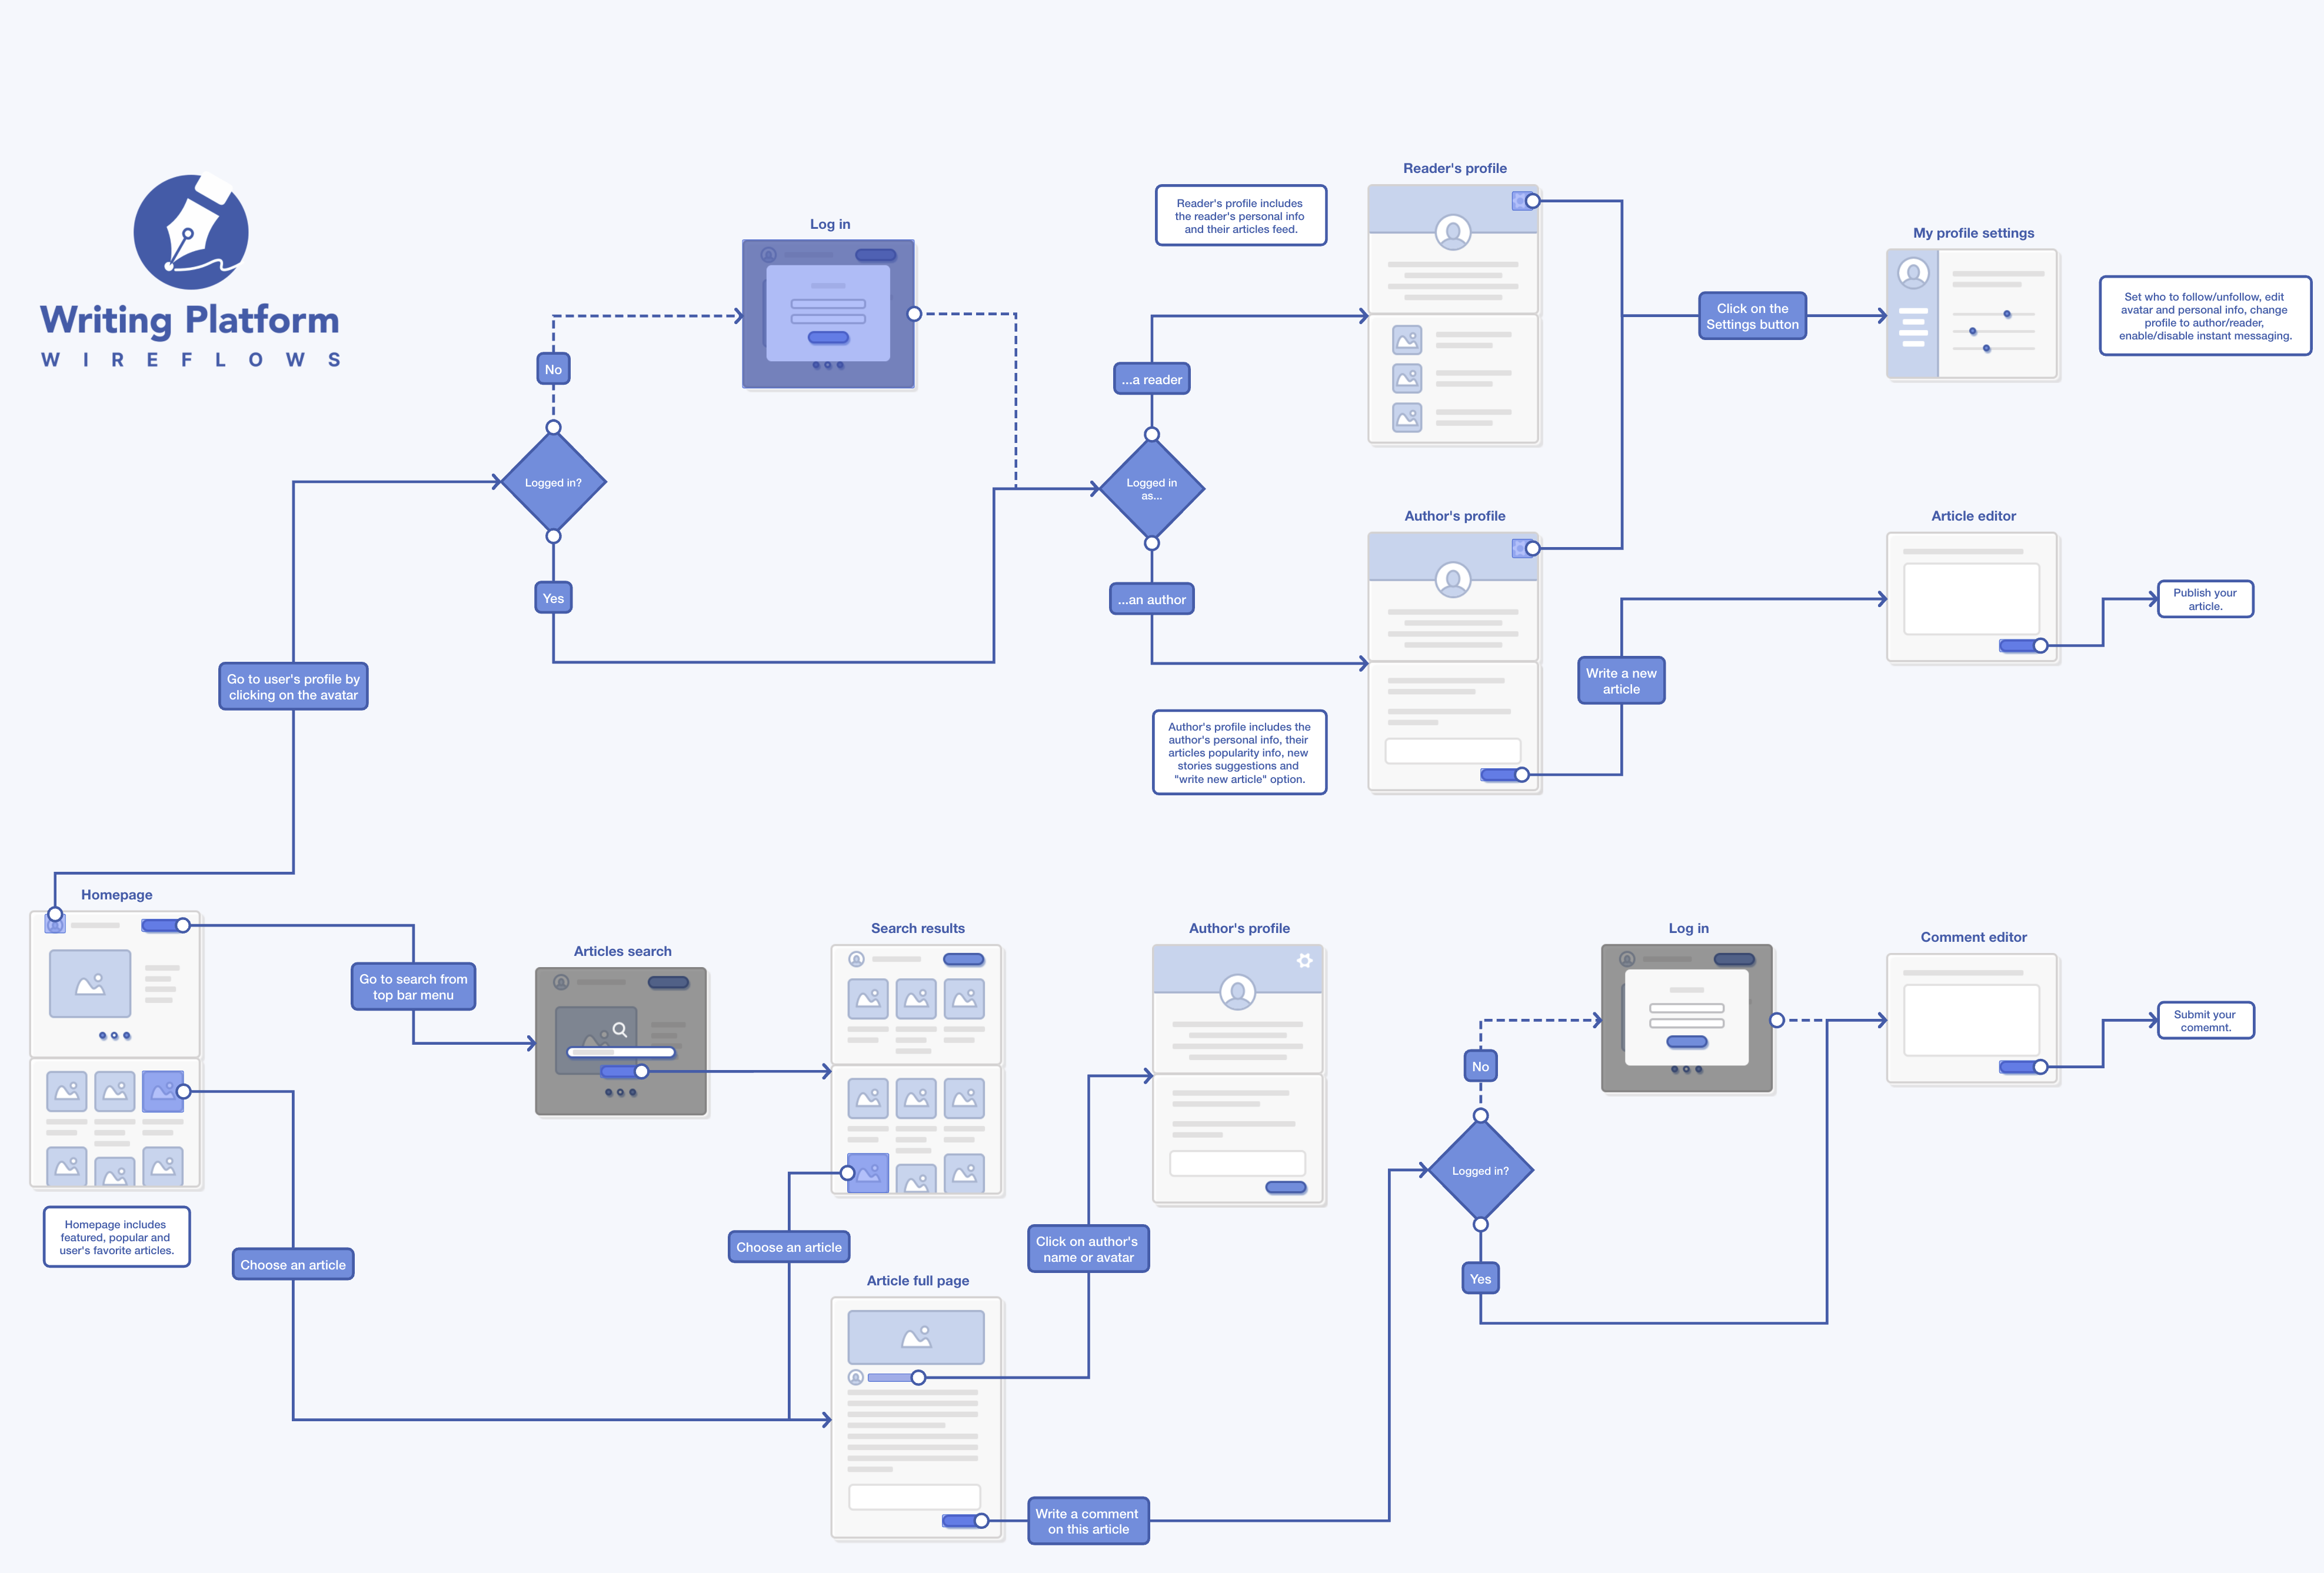 Writing Platform
WIREFLOWS
Log in
No
Logged in?
Yes
Go to user's profile by
clicking on the avatar
Reader's profile includes
the reader's personal info
and their articles feed.
Reader's profile
...a reader
Logged in
as...
...an author
Click on the
Settings button
My profile settings
Set who to follow/unfollow, edit
avatar and personal info, change
profile to author/reader,
enable/disable instant messaging.
Author's profile
Author's profile includes the
author's personal info, their
articles popularity info, new
stories suggestions and
"write new article" option.
Write a new
article
Article editor
Publish your
article.
Homepage
Homepage includes
featured, popular and
user's favorite articles.
Go to search from
top bar menu
Choose an article
Articles search
Search results
Choose an article
Article full page
Author's profile
Click on author's
name or avatar
Write a comment
on this article
Log in
No
Logged in?
Yes
Comment editor
Submit your
comemnt.